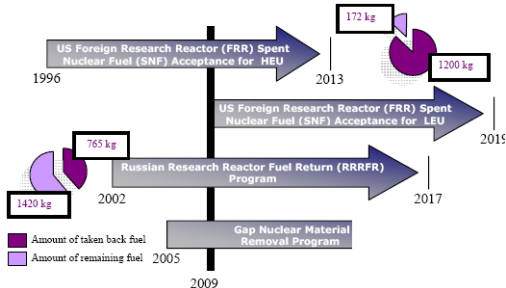 172 kg
US Foreign Research Reactor (FRR) Spent
Nuclear Fuel (SNF) Acceptance for HEU
1200 kg
1996
2013
US Foreign Research Reactor (FRR) Spent
Nuclear Fuel (SNF) Acceptance for LEU
2019
765 kg
Russian Research Reactor Fuel Return (RRRFR)
Program
1420 kg
2002
2017
Gap Nuclear Material
Removal Program
Amount of taken back fuel
Amount of remaining fuel
2005
2009